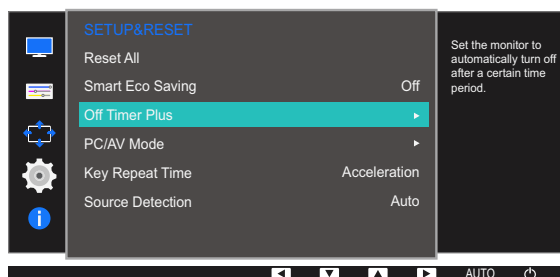 SETUP&RESET
Reset All
Smart Eco Saving Off
Off Timer Plus
PC/AV Mode
Key Repeat Time Acceleration
Source Detection Auto
Set the monitor to
automatically turn off
after a certain time
period.
AUTO